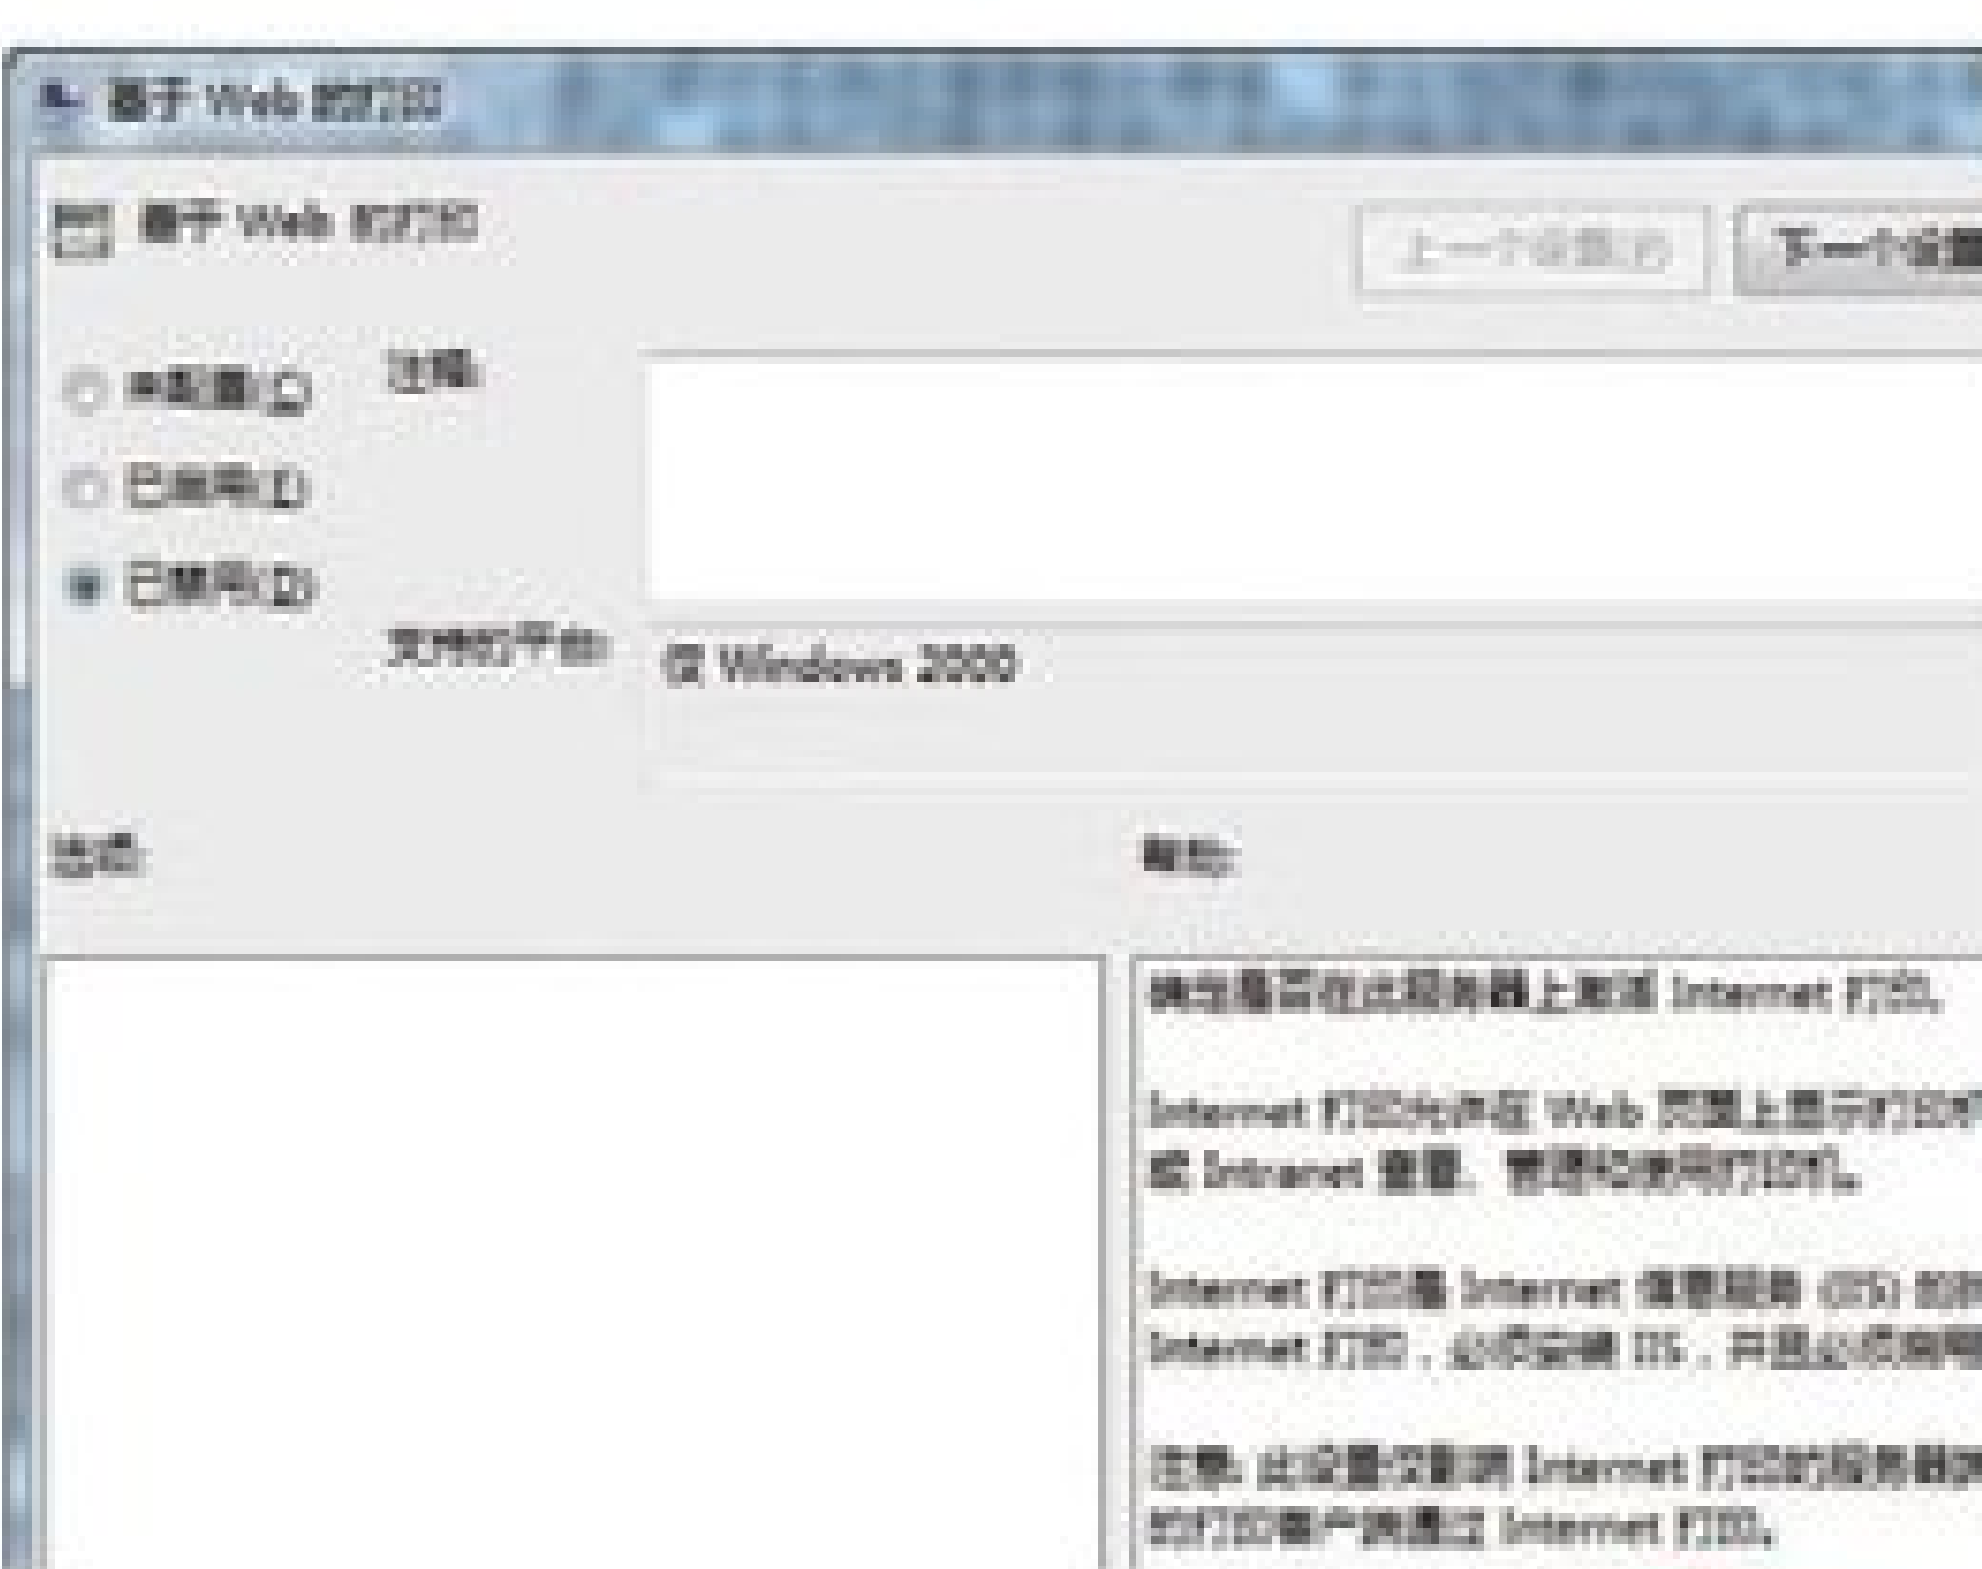 基于 Web 的打印
基于 Web 的打印
上一个设置(P)
下一个设置
未配置(C)
注释:
已启用(E)
已禁用(D)
支持的平台:
仅 Windows 2000
选项:
帮助:
确定是否在此服务器上激活 Internet 打印。
Internet 打印允许在 Web 页面上显示打印
或 Intranet 查看、管理和使用打印机。
Internet 打印是 Internet 信息服务 (IIS) 的
Internet 打印，必须安装 IIS，并且必须启用
注意: 此设置仅影响 Internet 打印的服务器端
的打印客户端通过 Internet 打印。